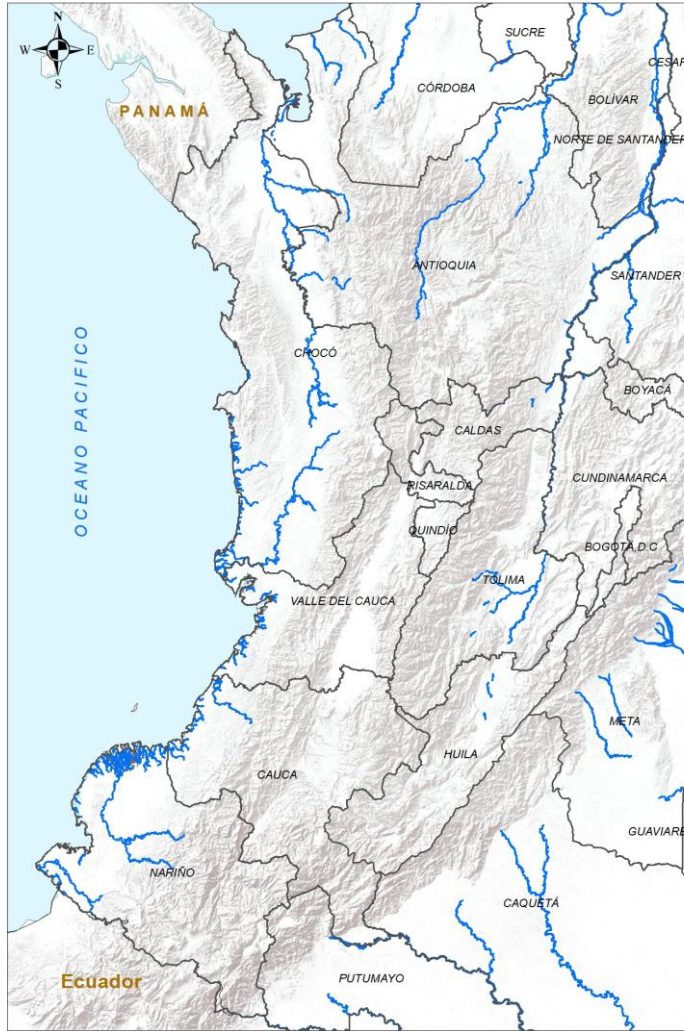 SUCRE
N
W E
S
CÓRDOBA
CESAR
BOLÍVAR
PANAMÁ
NORTE DE SANTANDER
ANTIOQUIA
SANTANDER
OCEANO PACIFICO
CHOCÓ
BOYACÁ
CALDAS
CUNDINAMARCA
RISARALDA
QUINDÍO
BOGOTÁ,D.C
TOLIMA
VALLE DEL CAUCA
META
HUILA
CAUCA
GUAVIARE
NARIÑO
CAQUETÁ
Ecuador
PUTUMAYO